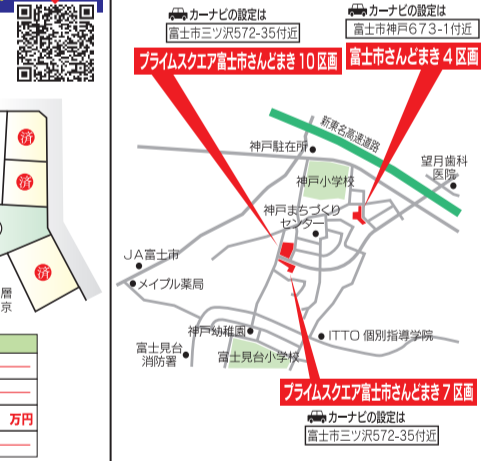 カーナビの設定は
富士市三ツ沢572-35付近
プライムスクエア富士市さんどまき10区画
カーナビの設定は
富士市神戸673-1付近
富士市さんどまき4区画
新東名高速道路
神戸駐在所
望月歯科
医院
神戸小学校
神戸まちづくり
センター
JA富士市
メイプル薬局
神戸幼稚園
ITTO 個別指導学院
富士見台
消防署
富士見台小学校
プライムスクエア富士市さんどまき7区画
カーナビの設定は
富士市三ツ沢572-35付近
済
済
済
層
京
万円